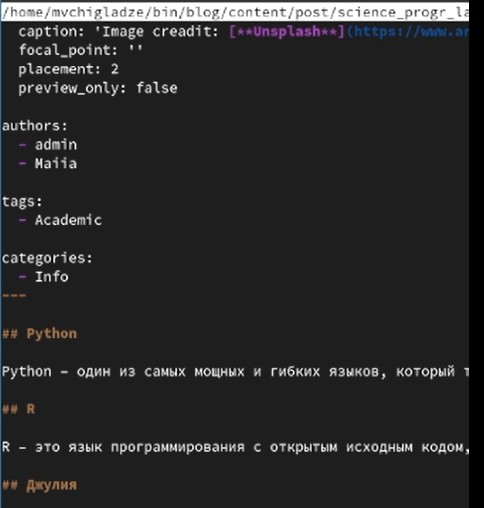 /home/mvchigladze/bin/blog/content/post/science_progr_la
caption: 'Image creadit: [**Unsplash**](https://www.ar
focal_point: ''
placement: 2
preview_only: false
authors:
- admin
- Maiia
tags:
- Academic
categories:
- Info
---
## Python
Python – один из самых мощных и гибких языков, который т
## R
R – это язык программирования с открытым исходным кодом,
## Джулия